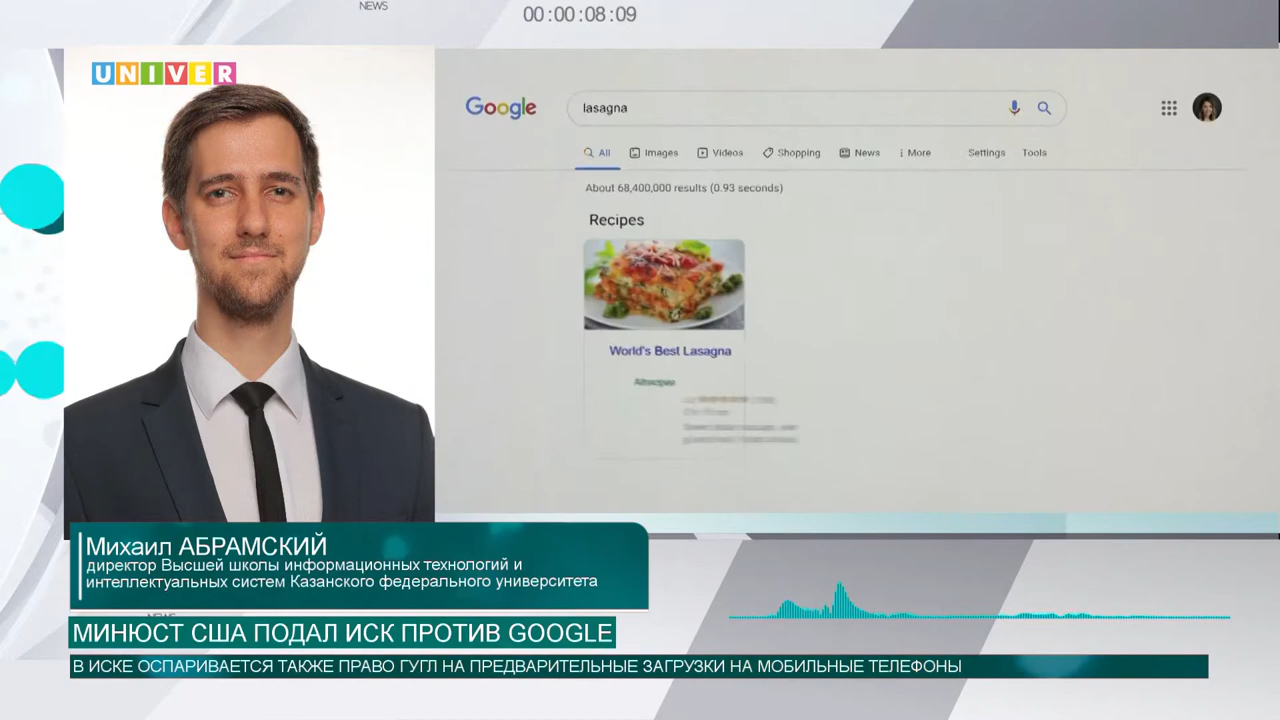 NEWS
00:00:08:09
UNIVER
Google
lasagna
All Images Videos Shopping News More Settings Tools
About 68,400,000 results (0.93 seconds)
Recipes
World's Best Lasagna
Михаил АБРАМСКИЙ
директор Высшей школы информационных технологий и
интеллектуальных систем Казанского федерального университета
МИНЮСТ США ПОДАЛ ИСК ПРОТИВ GOOGLE
В ИСКЕ ОСПАРИВАЕТСЯ ТАКЖЕ ПРАВО ГУГЛ НА ПРЕДВАРИТЕЛЬНЫЕ ЗАГРУЗКИ НА МОБИЛЬНЫЕ ТЕЛЕФОНЫ